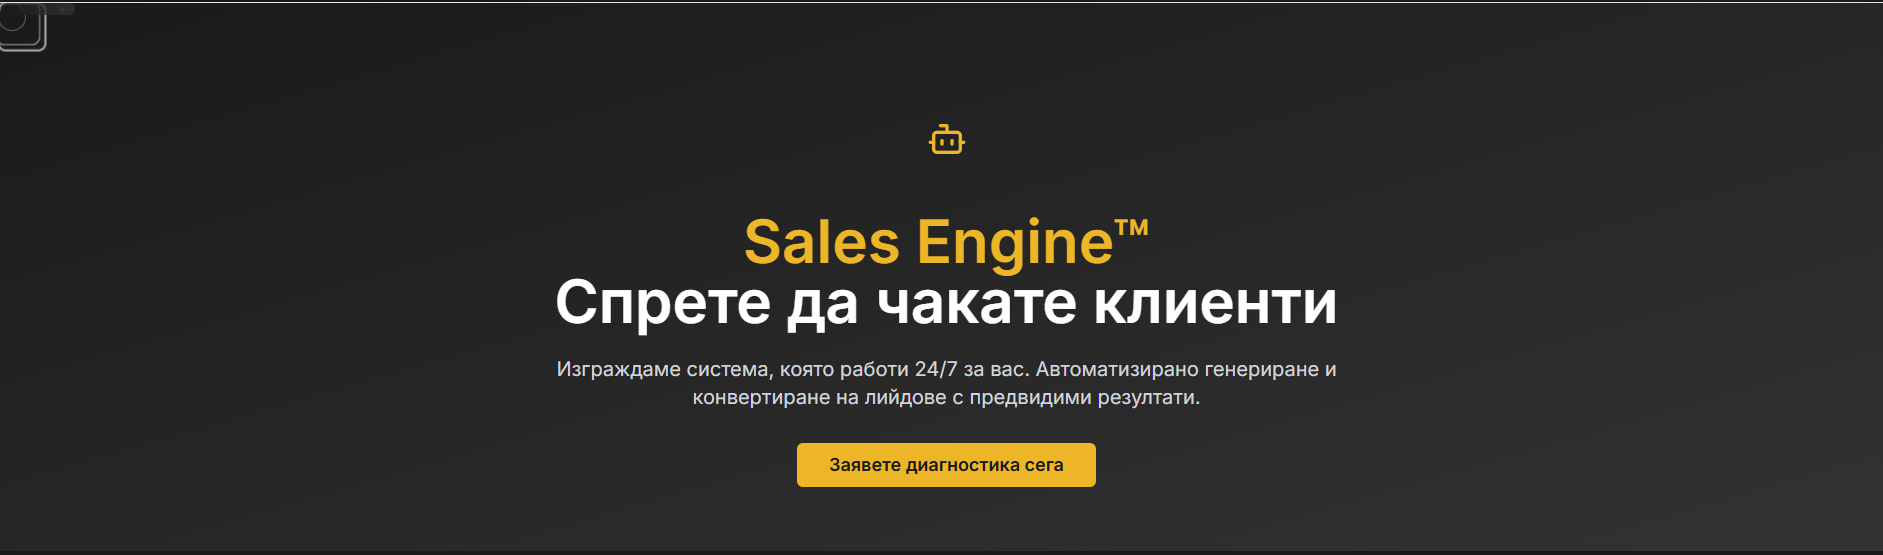 Sales Engine™
Спрете да чакате клиенти
Изграждаме система, която работи 24/7 за вас. Автоматизирано генериране и
конвертиране на лийдове с предвидими резултати.
Заявете диагностика сега